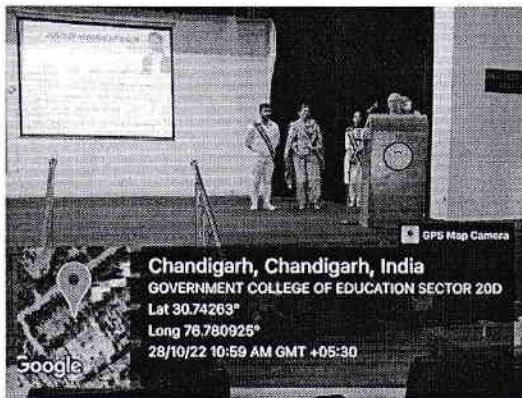 GPS Map Camera
Chandigarh, Chandigarh, India
GOVERNMENT COLLEGE OF EDUCATION SECTOR 20D
Lat 30.74263°
Long 76.780925°
28/10/22 10:59 AM GMT +05:30
Google